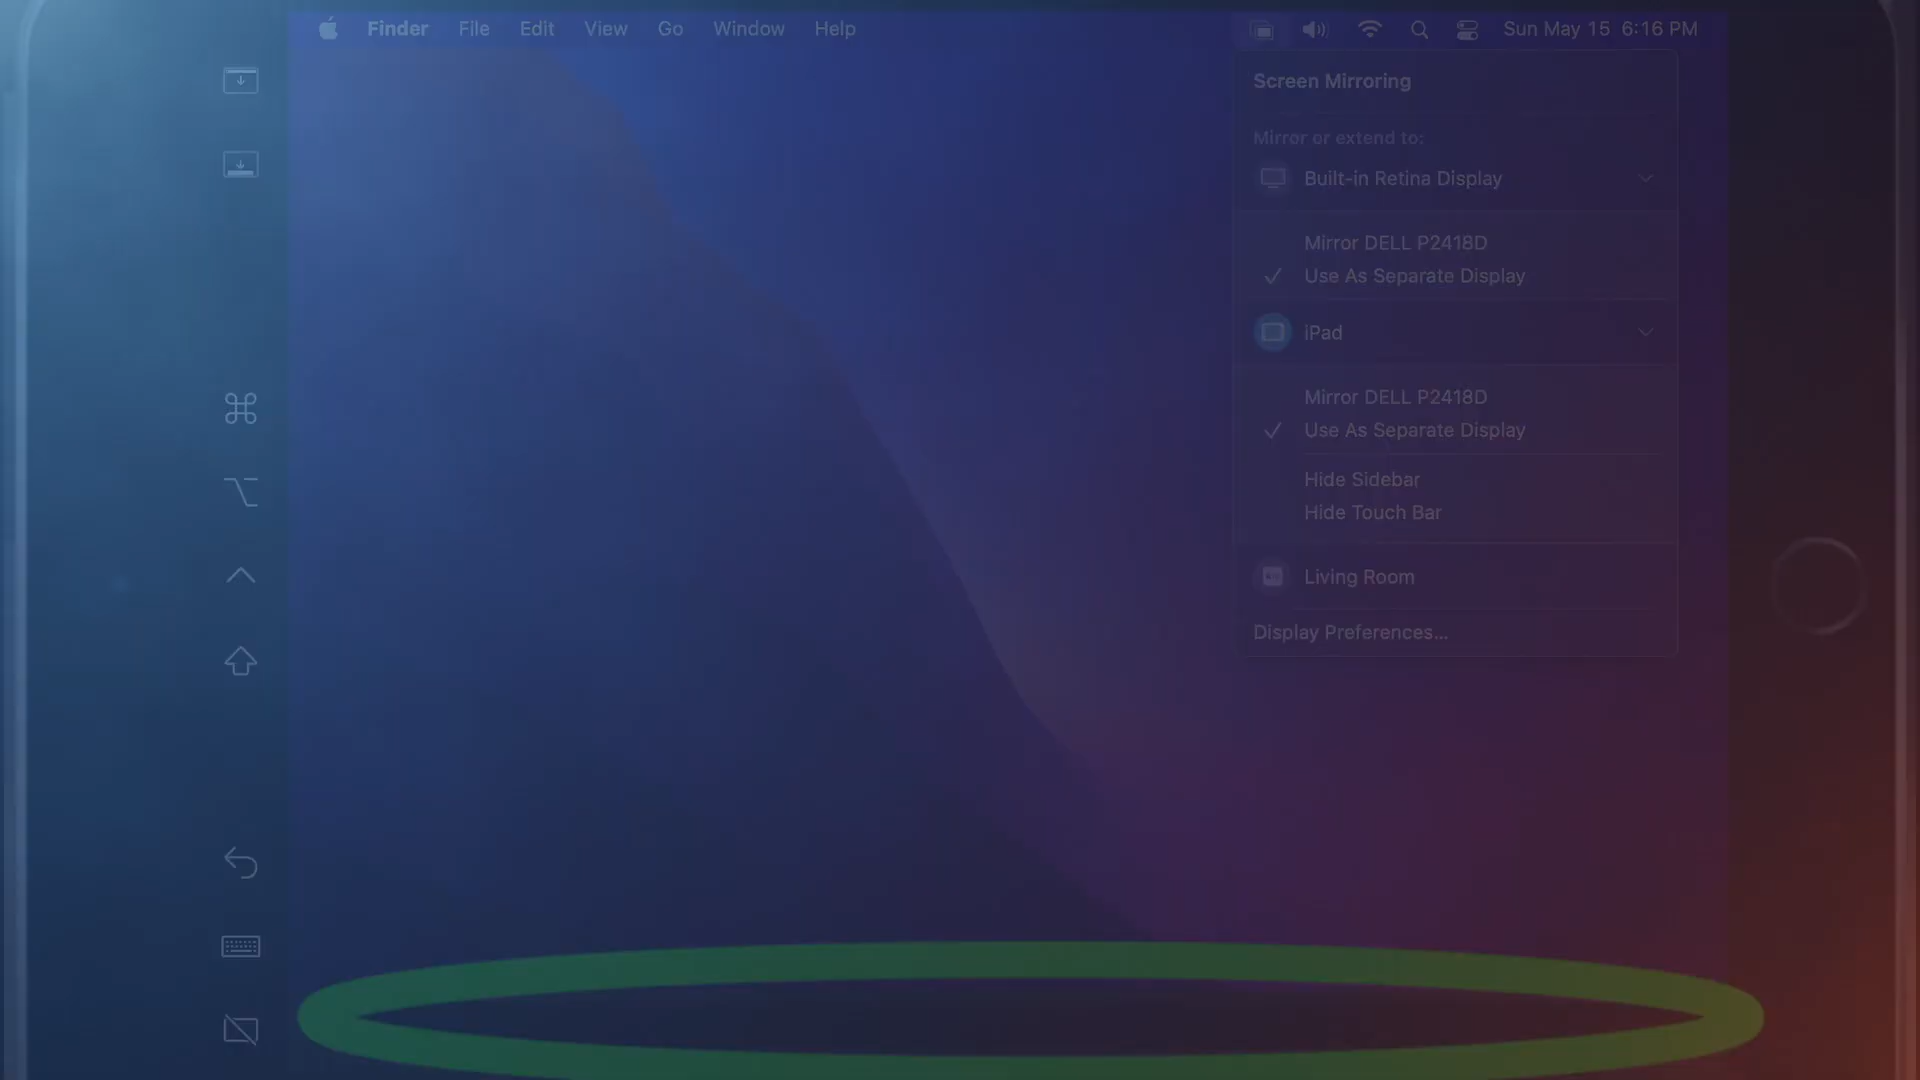 Finder File Edit View Go Window Help Sun May 15 6:16 PM
Screen Mirroring
Mirror or extend to:
Built-in Retina Display
Mirror DELL P2418D
Use As Separate Display
iPad
Mirror DELL P2418D
Use As Separate Display
Hide Sidebar
Hide Touch Bar
Living Room
Display Preferences...